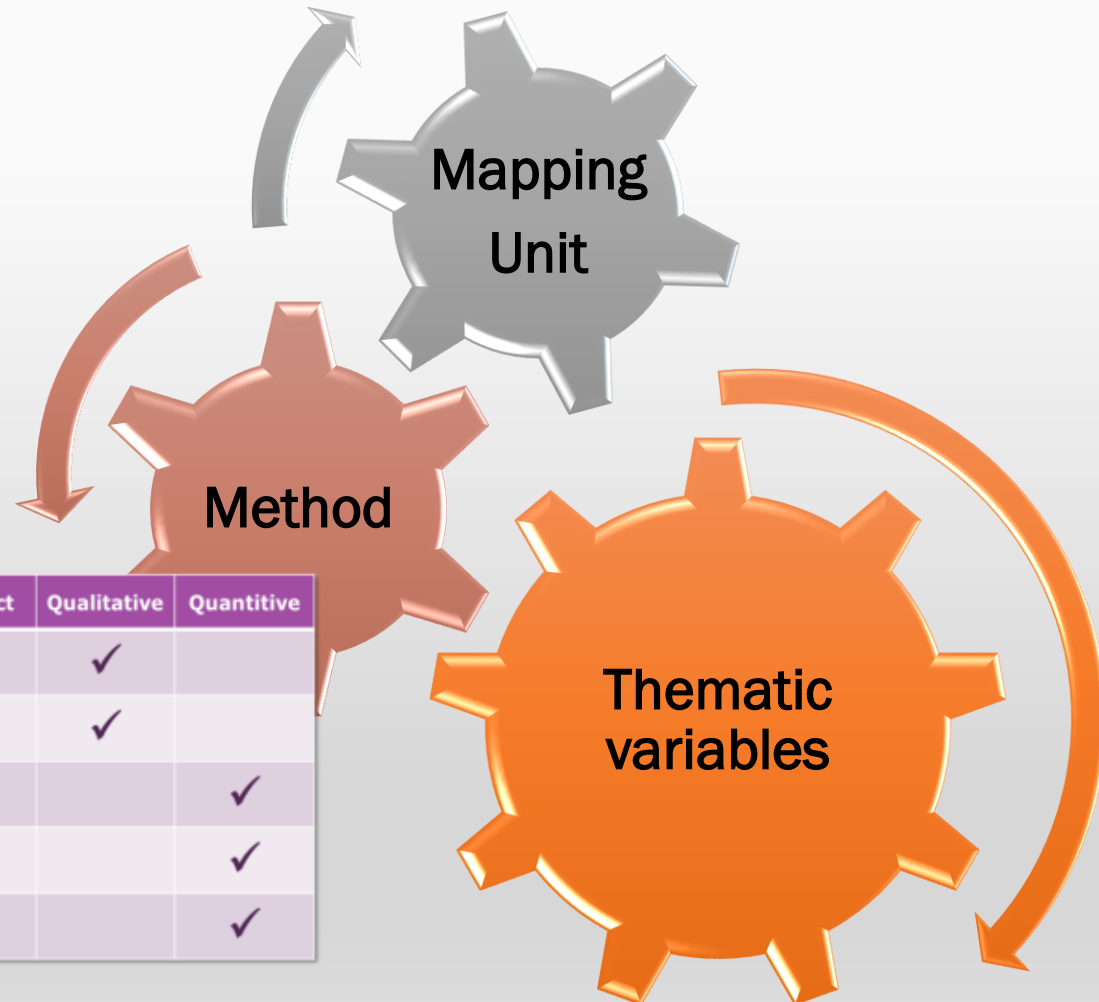 Mapping
Unit
Method
Thematic
variables
ct Qualitative Quantitive
✓
✓
✓
✓
✓